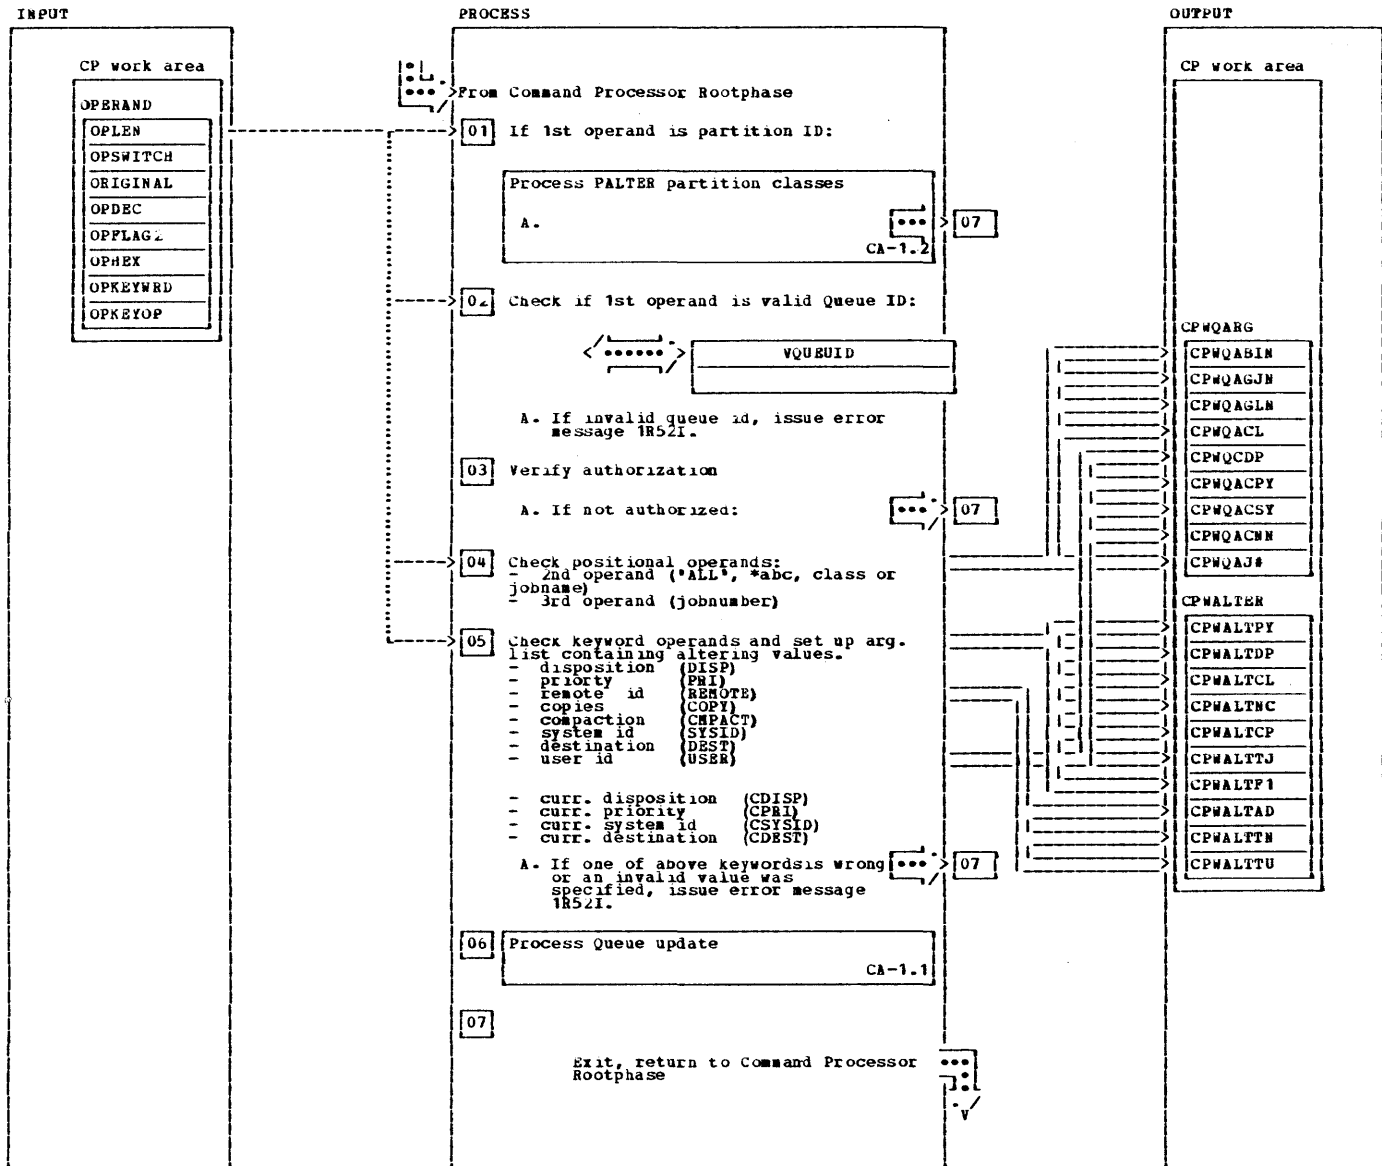 INPUT
PROCESS
OUTPUT
CP work area
OPERAND
OPLEN
OPSWITCH
ORIGINAL
OPDEC
OPFLAG2
OPHEX
OPKEYWRD
OPKEYOP
From Command Processor Rootphase
01 If 1st operand is partition ID:
Process PALTER partition classes
A. 07
CA-1.2
02 Check if 1st operand is valid Queue ID:
VQUEUID
A. If invalid queue id, issue error
message 1R52I.
03 Verify authorization
A. If not authorized: 07
04 Check positional operands:
- 2nd operand ('ALL', *abc, class or
jobname)
- 3rd operand (jobnumber)
05 Check keyword operands and set up arg.
list containing altering values.
- disposition (DISP)
- priorty (PRI)
- remote id (REMOTE)
- copies (COPY)
- compaction (CMPACT)
- system id (SYSID)
- destination (DEST)
- user id (USER)
- curr. disposition (CDISP)
- curr. priority (CPRI)
- curr. system id (CSYSID)
- curr. destination (CDEST)
A. If one of above keywordsis wrong 07
or an invalid value was
specified, issue error message
1R52I.
06 Process Queue update
CA-1.1
07
Exit, return to Command Processor
Rootphase
CP work area
CPWQARG
CPWQABIN
CPWQAGJN
CPWQAGLN
CPWQACL
CPWQCDP
CPWQACPY
CPWQACSY
CPWQACNN
CPWQAJ#
CPWALTER
CPWALTPY
CPWALTDP
CPWALTCL
CPWALTNC
CPWALTCP
CPWALTTJ
CPWALTF1
CPWALTAD
CPWALTTN
CPWALTTU